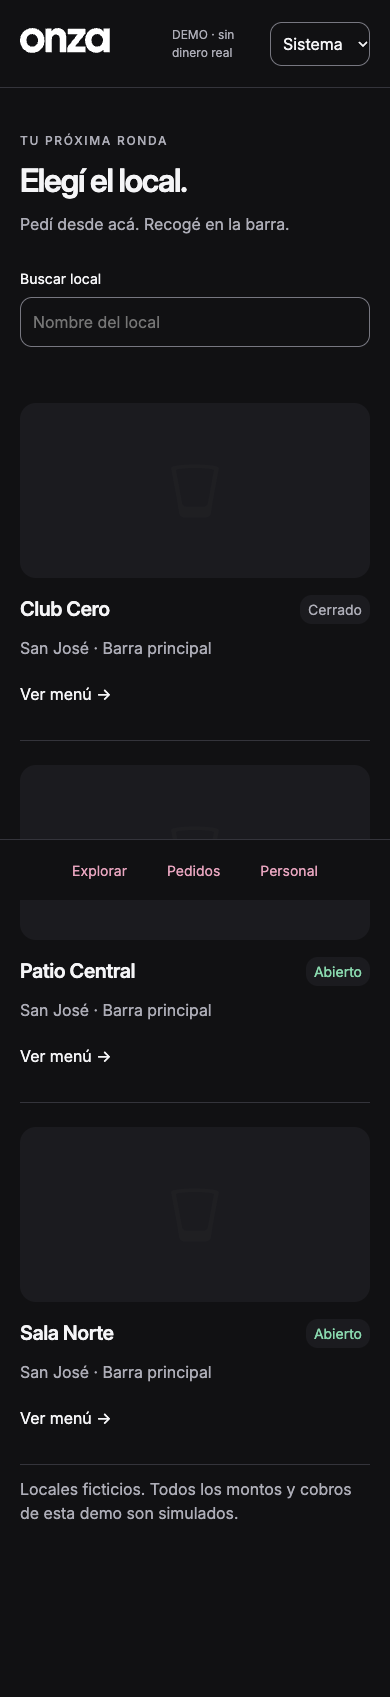 onza
DEMO · sin
dinero real
Sistema
TU PRÓXIMA RONDA
Elegí el local.
Pedí desde acá. Recogé en la barra.
Buscar local
Nombre del local
Club Cero
Cerrado
San José · Barra principal
Ver menú →
Explorar
Pedidos
Personal
Patio Central
Abierto
San José · Barra principal
Ver menú →
Sala Norte
Abierto
San José · Barra principal
Ver menú →
Locales ficticios. Todos los montos y cobros
de esta demo son simulados.